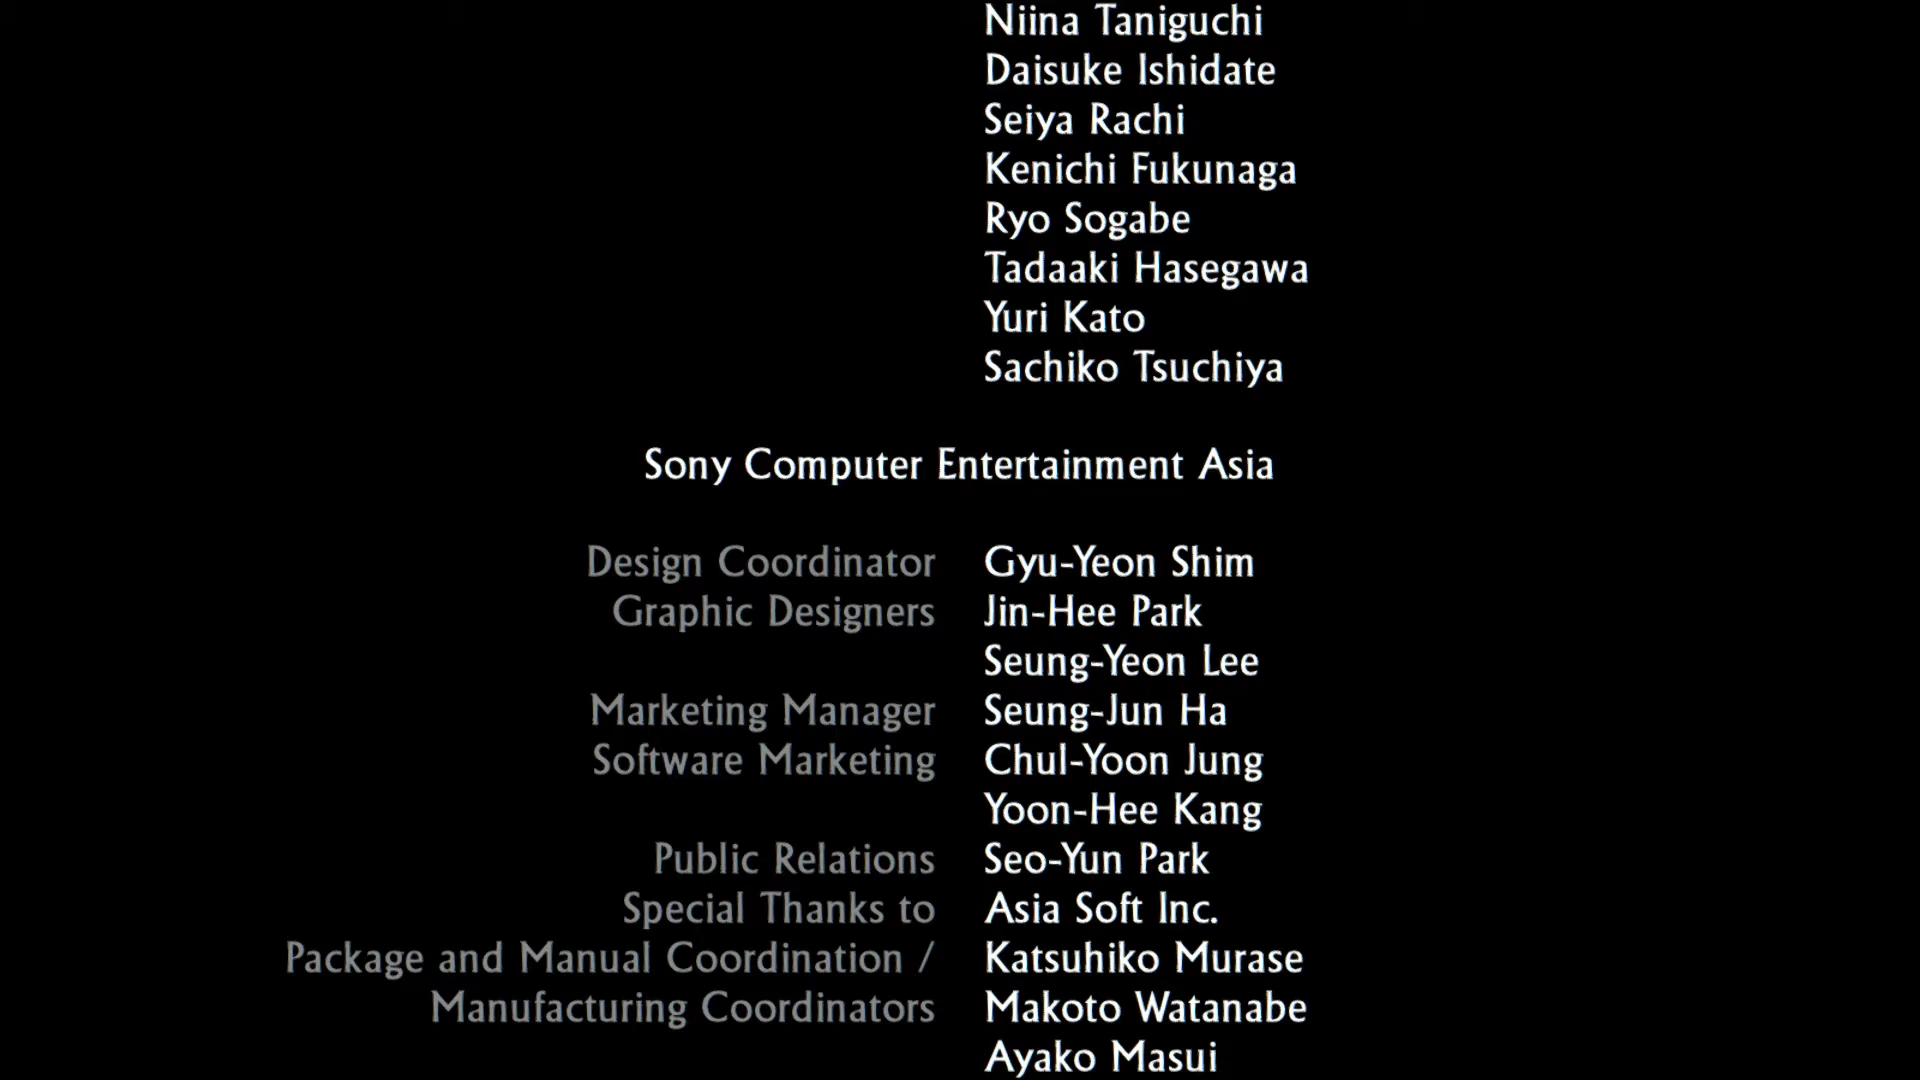 Niina Taniguchi
Daisuke Ishidate
Seiya Rachi
Kenichi Fukunaga
Ryo Sogabe
Tadaaki Hasegawa
Yuri Kato
Sachiko Tsuchiya
Sony Computer Entertainment Asia
Design Coordinator Gyu-Yeon Shim
Graphic Designers Jin-Hee Park
Seung-Yeon Lee
Marketing Manager Seung-Jun Ha
Software Marketing Chul-Yoon Jung
Yoon-Hee Kang
Public Relations Seo-Yun Park
Special Thanks to Asia Soft Inc.
Package and Manual Coordination / Katsuhiko Murase
Manufacturing Coordinators Makoto Watanabe
Ayako Masui